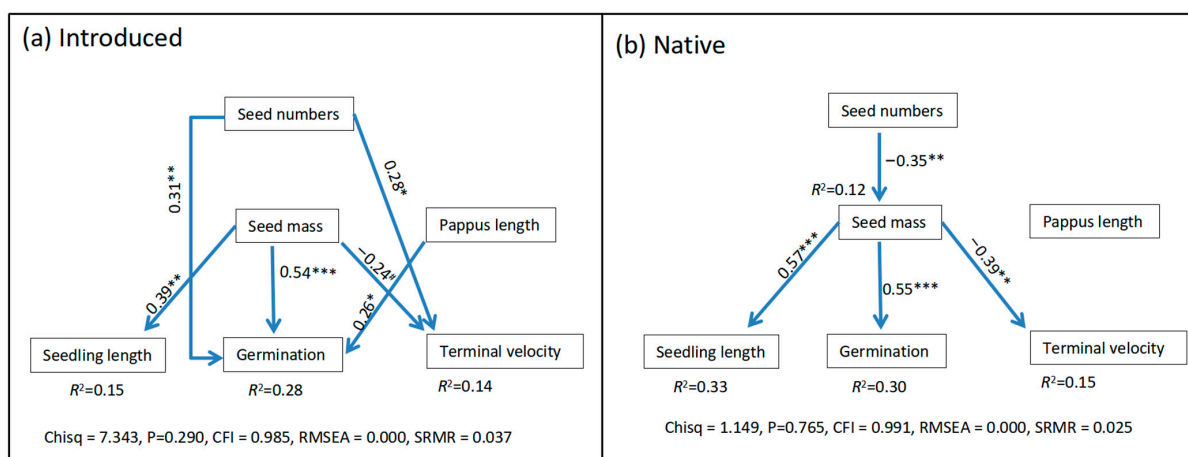 (a) Introduced
Seed numbers
0.31**
0.28*
Seed mass
Pappus length
0.39**
0.54***
−0.24#
0.26*
Seedling length
Germination
Terminal velocity
R²=0.15
R²=0.28
R²=0.14
Chisq = 7.343, P=0.290, CFI = 0.985, RMSEA = 0.000, SRMR = 0.037
(b) Native
Seed numbers
−0.35**
R²=0.12
Seed mass
Pappus length
0.57***
0.55***
−0.39**
Seedling length
Germination
Terminal velocity
R²=0.33
R²=0.30
R²=0.15
Chisq = 1.149, P=0.765, CFI = 0.991, RMSEA = 0.000, SRMR = 0.025